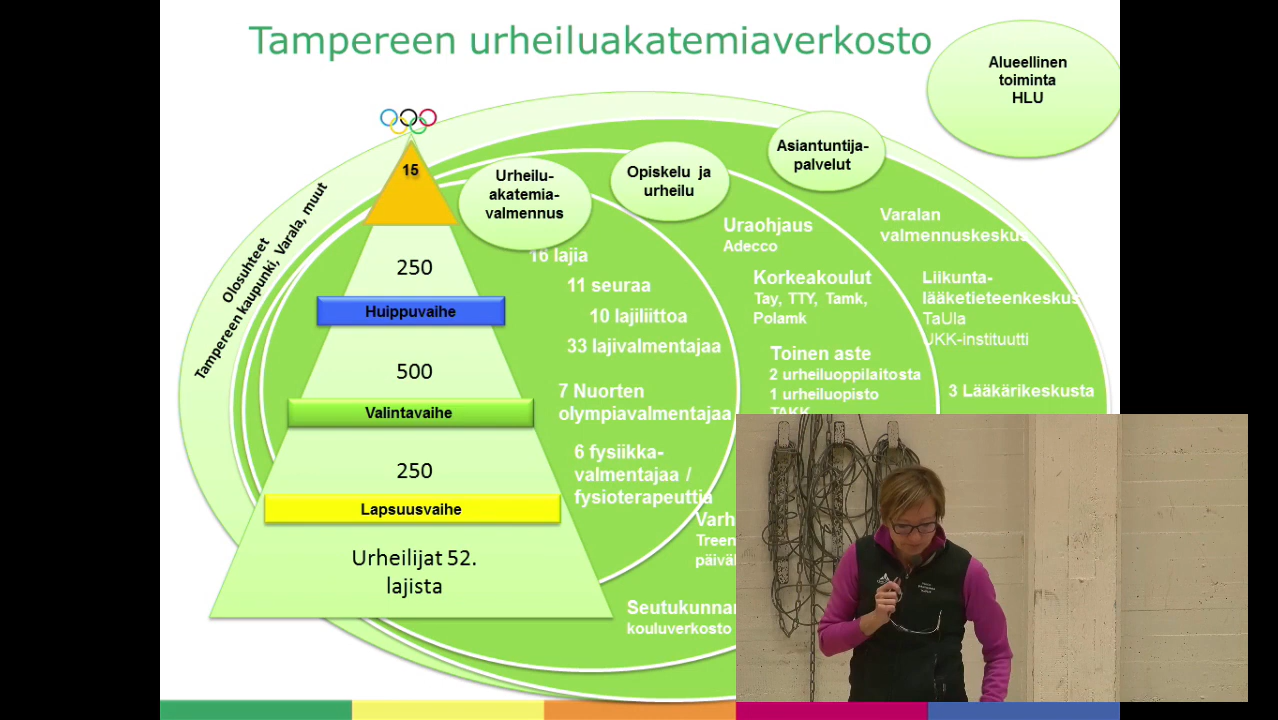 Tampereen urheiluakatemiaverkosto
Alueellinen
toiminta
HLU
Olosuhteet
Tampereen kaupunki, Varala, muut
15
250
Huippuvaihe
500
Valintavaihe
250
Lapsuusvaihe
Urheilijat 52.
lajista
Urheilu-
akatemia-
valmennus
16 lajia
11 seuraa
10 lajiliittoa
33 lajivalmentajaa
7 Nuorten
olympiavalmentajaa
6 fysiikka-
valmentajaa /
fysioterapeuttia
Opiskelu ja
urheilu
Uraohjaus
Adecco
Korkeakoulut
Tay, TTY, Tamk,
Polamk
Toinen aste
2 urheiluoppilaitosta
1 urheiluopisto
TAKK
Varh
Treen
päiväk
Seutukunnan
kouluverkosto
Asiantuntija-
palvelut
Varalan
valmennuskeskus
Liikunta-
lääketieteenkeskus
TaUla
UKK-instituutti
3 Lääkärikeskusta